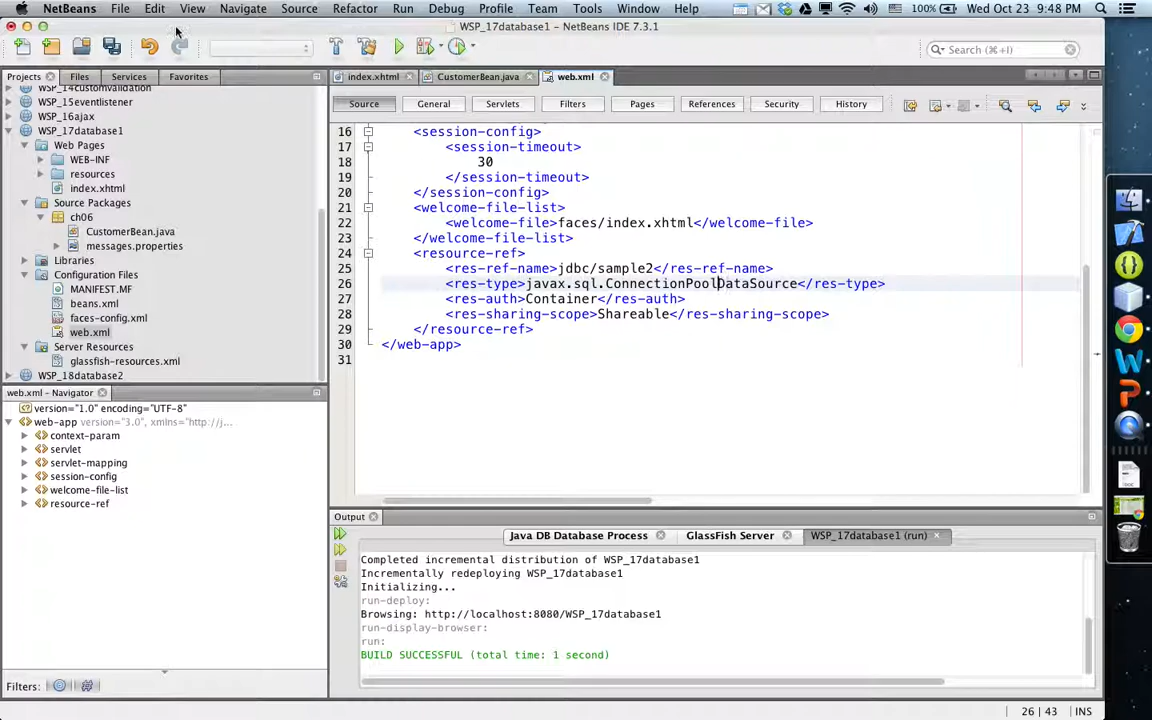 NetBeans File Edit View Navigate Source Refactor Run Debug Profile Team Tools Window Help 100% Wed Oct 23 9:48 PM
WSP_17database1 – NetBeans IDE 7.3.1
Search (⌘+I)
Projects Files Services Favorites
index.xhtml CustomerBean.java web.xml
Source General Servlets Filters Pages References Security History
WSP_14customvalidation
WSP_15eventlistener
WSP_16ajax
WSP_17database1
Web Pages
WEB-INF
resources
index.xhtml
Source Packages
ch06
CustomerBean.java
messages.properties
Libraries
Configuration Files
MANIFEST.MF
beans.xml
faces-config.xml
web.xml
Server Resources
glassfish-resources.xml
WSP_18database2
16 <session-config>
17 <session-timeout>
18 30
19 </session-timeout>
20 </session-config>
21 <welcome-file-list>
22 <welcome-file>faces/index.xhtml</welcome-file>
23 </welcome-file-list>
24 <resource-ref>
25 <res-ref-name>jdbc/sample2</res-ref-name>
26 <res-type>javax.sql.ConnectionPoolDataSource</res-type>
27 <res-auth>Container</res-auth>
28 <res-sharing-scope>Shareable</res-sharing-scope>
29 </resource-ref>
30 </web-app>
31
web.xml – Navigator
version="1.0" encoding="UTF-8"
web-app version="3.0", xmlns="http://j...
context-param
servlet
servlet-mapping
session-config
welcome-file-list
resource-ref
Filters:
Output
Java DB Database Process GlassFish Server WSP_17database1 (run)
Completed incremental distribution of WSP_17database1
Incrementally redeploying WSP_17database1
Initializing...
run-deploy:
Browsing: http://localhost:8080/WSP_17database1
run-display-browser:
run:
BUILD SUCCESSFUL (total time: 1 second)
26 | 43 INS